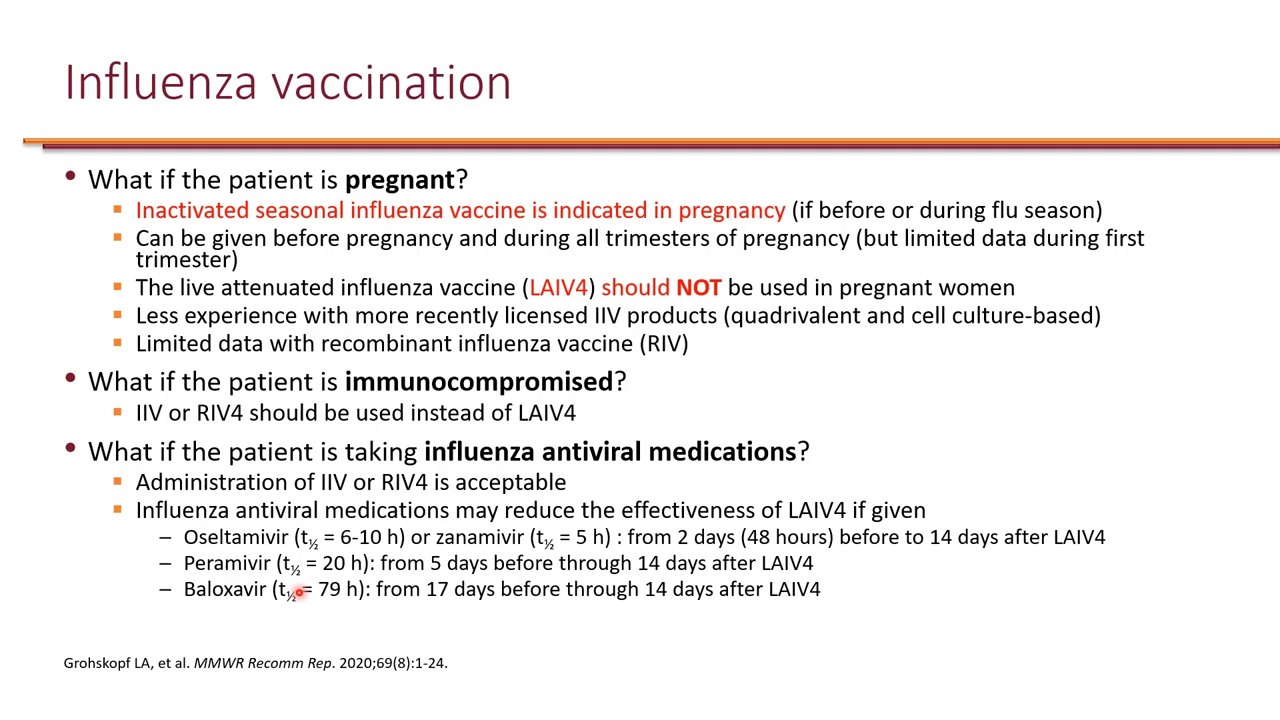 Influenza vaccination
• What if the patient is pregnant?
▪ Inactivated seasonal influenza vaccine is indicated in pregnancy (if before or during flu season)
▪ Can be given before pregnancy and during all trimesters of pregnancy (but limited data during first
trimester)
▪ The live attenuated influenza vaccine (LAIV4) should NOT be used in pregnant women
▪ Less experience with more recently licensed IIV products (quadrivalent and cell culture-based)
▪ Limited data with recombinant influenza vaccine (RIV)
• What if the patient is immunocompromised?
▪ IIV or RIV4 should be used instead of LAIV4
• What if the patient is taking influenza antiviral medications?
▪ Administration of IIV or RIV4 is acceptable
▪ Influenza antiviral medications may reduce the effectiveness of LAIV4 if given
– Oseltamivir (t½ = 6-10 h) or zanamivir (t½ = 5 h) : from 2 days (48 hours) before to 14 days after LAIV4
– Peramivir (t½ = 20 h): from 5 days before through 14 days after LAIV4
– Baloxavir (t½ = 79 h): from 17 days before through 14 days after LAIV4
Grohskopf LA, et al. MMWR Recomm Rep. 2020;69(8):1-24.